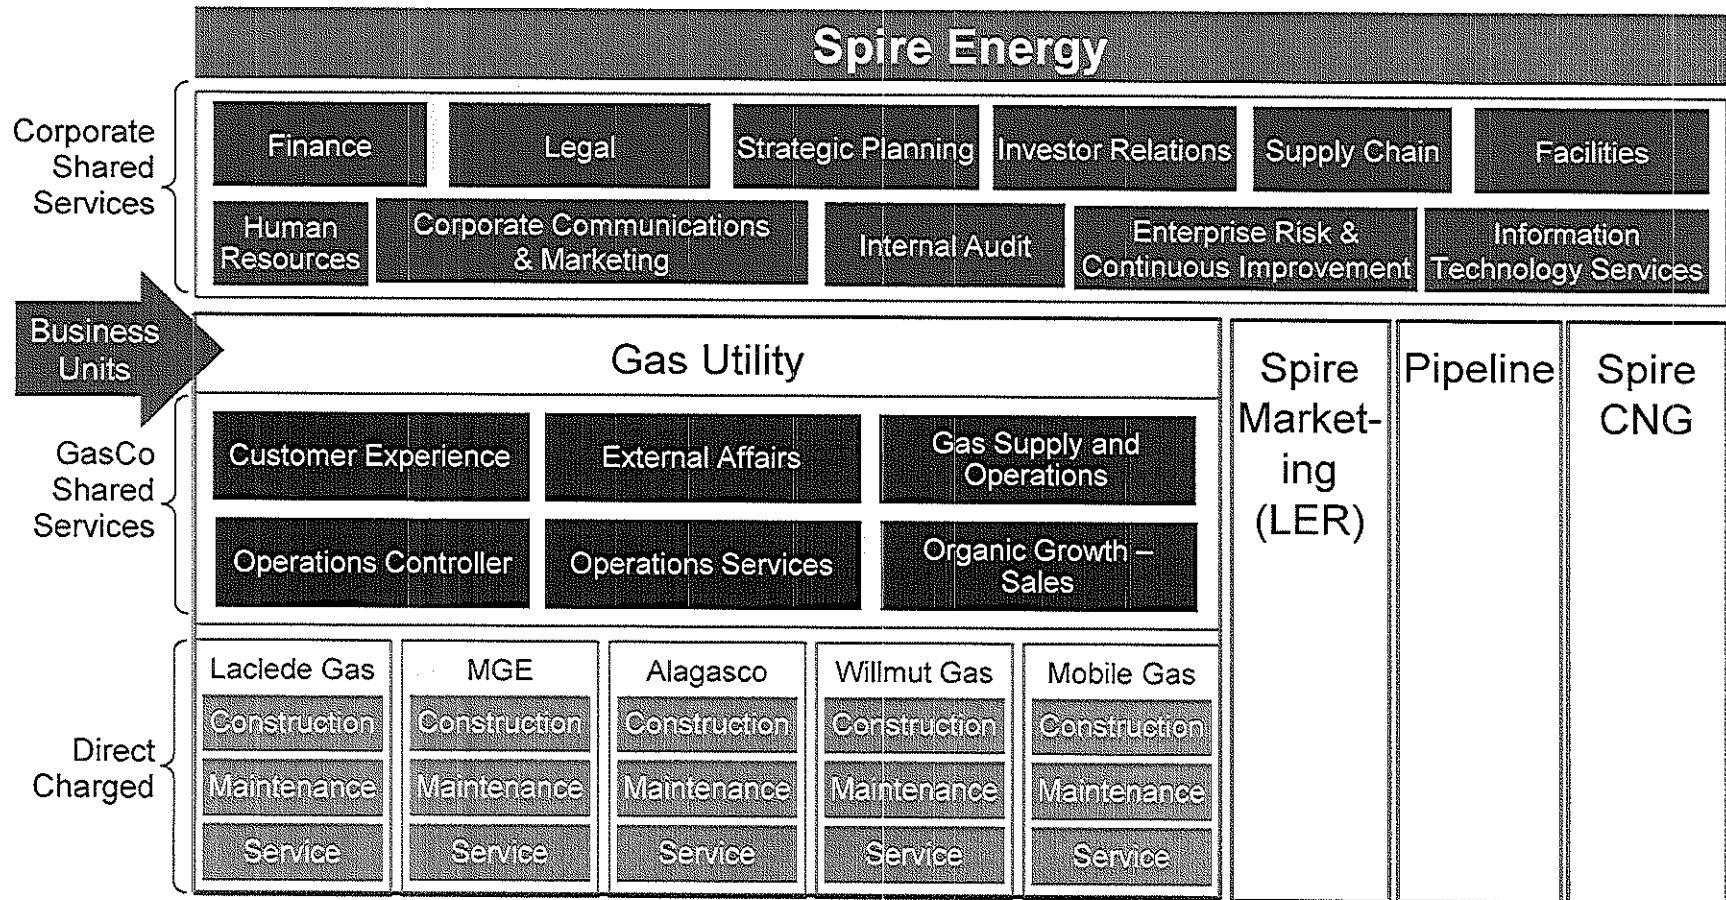 Spire Energy
Corporate
Shared
Services
Finance
Legal
Strategic Planning
Investor Relations
Supply Chain
Facilities
Human
Resources
Corporate Communications
& Marketing
Internal Audit
Enterprise Risk &
Continuous Improvement
Information
Technology Services
Business
Units
Gas Utility
Spire
Market-
ing
(LER)
Pipeline
Spire
CNG
GasCo
Shared
Services
Customer Experience
External Affairs
Gas Supply and
Operations
Operations Controller
Operations Services
Organic Growth –
Sales
Direct
Charged
Laclede Gas
Construction
Maintenance
Service
MGE
Construction
Maintenance
Service
Alagasco
Construction
Maintenance
Service
Willmut Gas
Construction
Maintenance
Service
Mobile Gas
Construction
Maintenance
Service